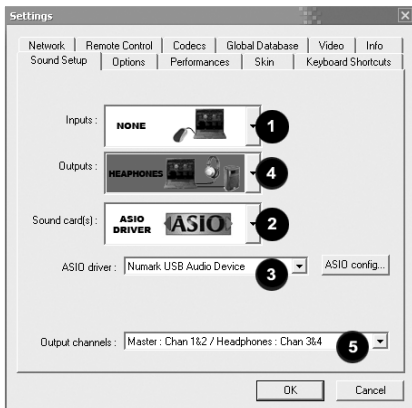 Settings
Network Remote Control Codecs Global Database Video Info
Sound Setup Options Performances Skin Keyboard Shortcuts
Inputs : NONE 1
Outputs : HEAPHONES 4
Sound card(s) : ASIO DRIVER ASIO 2
ASIO driver : Numark USB Audio Device 3 ASIO config...
Output channels : Master : Chan 1&2 / Headphones : Chan 3&4 5
OK Cancel